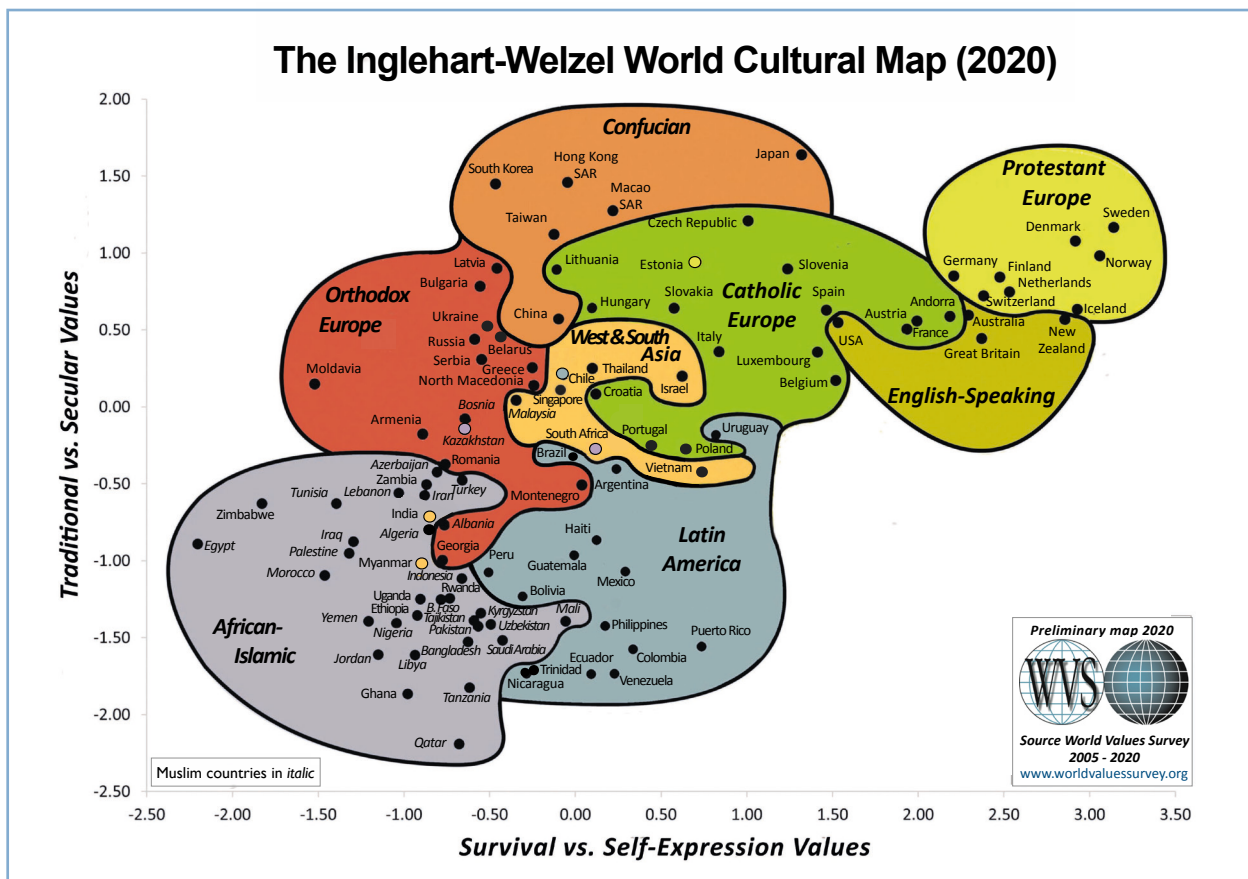 The Inglehart-Welzel World Cultural Map (2020)
Traditional vs. Secular Values
2.00
1.50
1.00
0.50
0.00
-0.50
-1.00
-1.50
-2.00
-2.50
Confucian
Japan
South Korea
Hong Kong
SAR
Macao
SAR
Taiwan
China
Protestant
Europe
Sweden
Denmark
Norway
Germany
Finland
Netherlands
Switzerland
Iceland
Czech Republic
Lithuania
Estonia
Slovenia
Catholic
Europe
Hungary
Slovakia
Spain
Andorra
Austria
France
Italy
Luxembourg
Belgium
Croatia
Portugal
Poland
USA
Australia
Great Britain
New
Zealand
English-Speaking
Orthodox
Europe
Latvia
Bulgaria
Ukraine
Russia
Belarus
Serbia
Greece
North Macedonia
Moldavia
Bosnia
Armenia
Kazakhstan
Romania
Montenegro
Albania
Georgia
West & South
Asia
Chile
Thailand
Israel
Singapore
Malaysia
South Africa
Vietnam
Uruguay
Brazil
Argentina
Latin
America
Haiti
Guatemala
Peru
Mexico
Bolivia
Philippines
Puerto Rico
Colombia
Ecuador
Venezuela
Trinidad
Nicaragua
Azerbaijan
Zambia
Lebanon
Iran
Turkey
Tunisia
Zimbabwe
India
Algeria
Egypt
Iraq
Palestine
Myanmar
Morocco
Indonesia
Rwanda
Uganda
B. Faso
Ethiopia
Tajikistan
Kyrgyzstan
Mali
Yemen
Nigeria
Pakistan
Uzbekistan
African-
Islamic
Bangladesh
Saudi Arabia
Jordan
Libya
Ghana
Tanzania
Qatar
Muslim countries in italic
Preliminary map 2020
WVS
Source World Values Survey
2005 - 2020
www.worldvaluessurvey.org
-2.50
-2.00
-1.50
-1.00
-0.50
0.00
0.50
1.00
1.50
2.00
2.50
3.00
3.50
Survival vs. Self-Expression Values